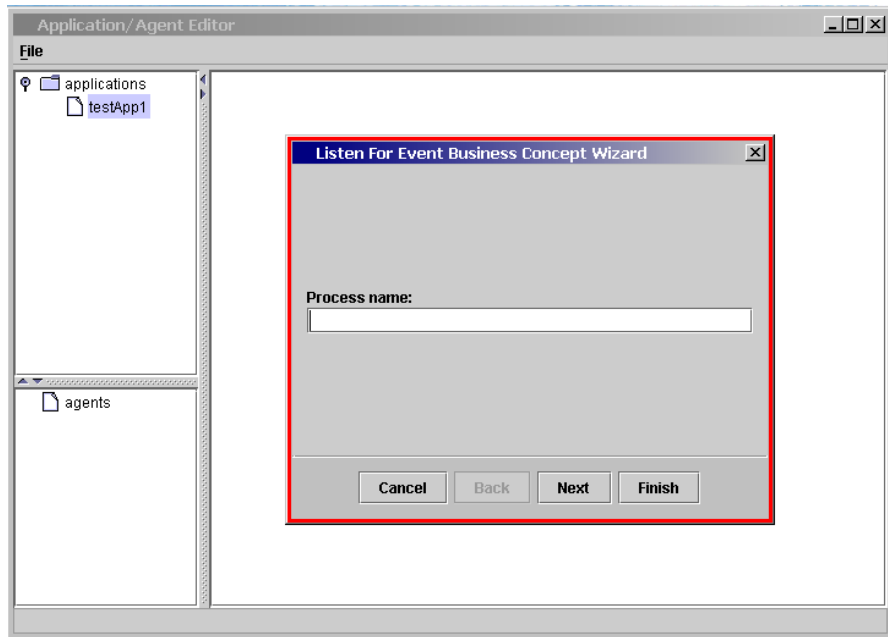 Application/Agent Editor
File
applications
testApp1
Listen For Event Business Concept Wizard
Process name:
agents
Cancel Back Next Finish